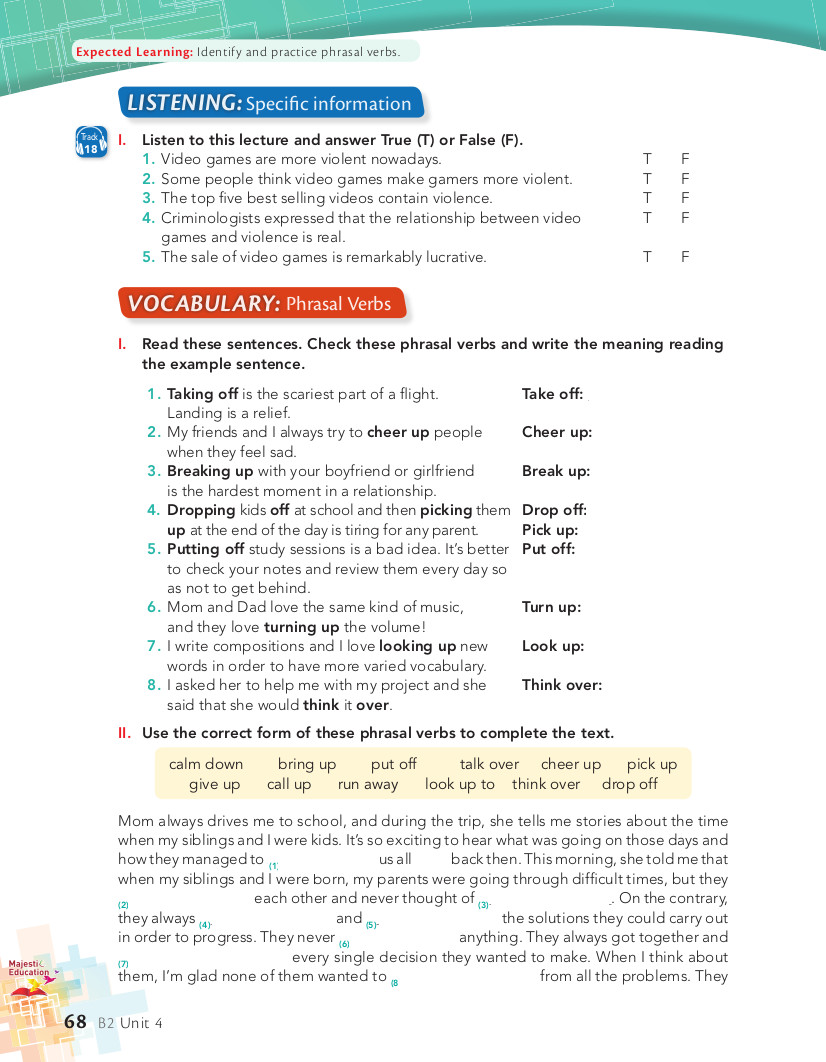 Expected Learning: Identify and practice phrasal verbs.
LISTENING: Specific information
Track
18
I. Listen to this lecture and answer True (T) or False (F).
1. Video games are more violent nowadays. T F
2. Some people think video games make gamers more violent. T F
3. The top five best selling videos contain violence. T F
4. Criminologists expressed that the relationship between video T F
games and violence is real.
5. The sale of video games is remarkably lucrative. T F
VOCABULARY: Phrasal Verbs
I. Read these sentences. Check these phrasal verbs and write the meaning reading
the example sentence.
1. Taking off is the scariest part of a flight. Take off:
Landing is a relief.
2. My friends and I always try to cheer up people Cheer up:
when they feel sad.
3. Breaking up with your boyfriend or girlfriend Break up:
is the hardest moment in a relationship.
4. Dropping kids off at school and then picking them Drop off:
up at the end of the day is tiring for any parent. Pick up:
5. Putting off study sessions is a bad idea. It's better Put off:
to check your notes and review them every day so
as not to get behind.
6. Mom and Dad love the same kind of music, Turn up:
and they love turning up the volume!
7. I write compositions and I love looking up new Look up:
words in order to have more varied vocabulary.
8. I asked her to help me with my project and she Think over:
said that she would think it over.
II. Use the correct form of these phrasal verbs to complete the text.
calm down bring up put off talk over cheer up pick up
give up call up run away look up to think over drop off
Mom always drives me to school, and during the trip, she tells me stories about the time
when my siblings and I were kids. It's so exciting to hear what was going on those days and
how they managed to (1) us all back then. This morning, she told me that
when my siblings and I were born, my parents were going through difficult times, but they
(2) each other and never thought of (3). . On the contrary,
they always (4). and (5). the solutions they could carry out
in order to progress. They never (6) anything. They always got together and
(7) every single decision they wanted to make. When I think about
them, I'm glad none of them wanted to (8 from all the problems. They
Majestic
Education
68 B2 Unit 4